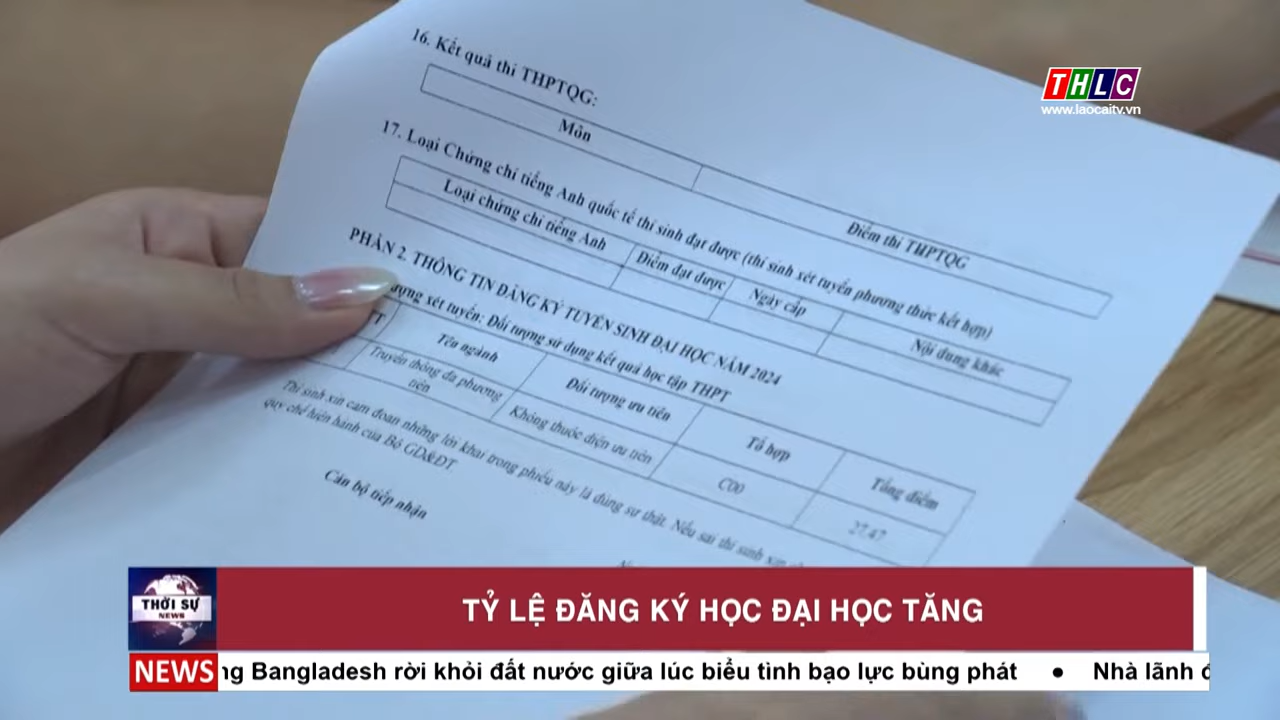 THLC
www.laocaitv.vn
16. Kết quả thi THPTQG:
Môn
Điểm thi THPTQG
17. Loại Chứng chỉ tiếng Anh quốc tế thí sinh đạt được (thí sinh xét tuyển phương thức kết hợp)
Loại chứng chỉ tiếng Anh
Điểm đạt được
Ngày cấp
Nội dung khác
PHẦN 2. THÔNG TIN ĐĂNG KÝ TUYỂN SINH ĐẠI HỌC NĂM 2024
xét tuyển: Đối tượng sử dụng kết quả học tập THPT
Tên ngành
Đối tượng ưu tiên
Tổ hợp
Tổng điểm
Truyền thông đa phương
tiện
Không thuộc diện ưu tiên
C00
27.47
Thí sinh xin cam đoan những lời khai trong phiếu này là đúng sự thật. Nếu sai thí sinh xin
quy chế hiện hành của Bộ GD&ĐT
Cán bộ tiếp nhận
THỜI SỰ
NEWS
TỶ LỆ ĐĂNG KÝ HỌC ĐẠI HỌC TĂNG
NEWS
ng Bangladesh rời khỏi đất nước giữa lúc biểu tình bạo lực bùng phát • Nhà lãnh